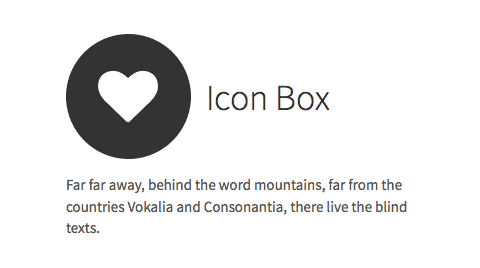 Icon Box
Far far away, behind the word mountains, far from the
countries Vokalia and Consonantia, there live the blind
texts.